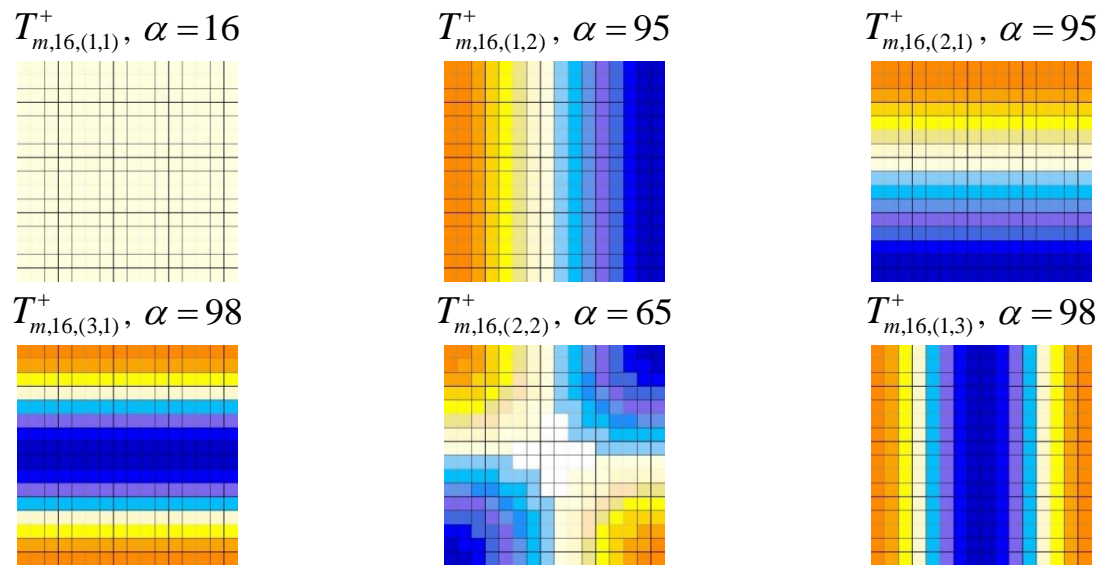 T⁺ₘ,₁₆,₍₁,₁₎, α = 16
T⁺ₘ,₁₆,₍₁,₂₎, α = 95
T⁺ₘ,₁₆,₍₂,₁₎, α = 95
T⁺ₘ,₁₆,₍₃,₁₎, α = 98
T⁺ₘ,₁₆,₍₂,₂₎, α = 65
T⁺ₘ,₁₆,₍₁,₃₎, α = 98